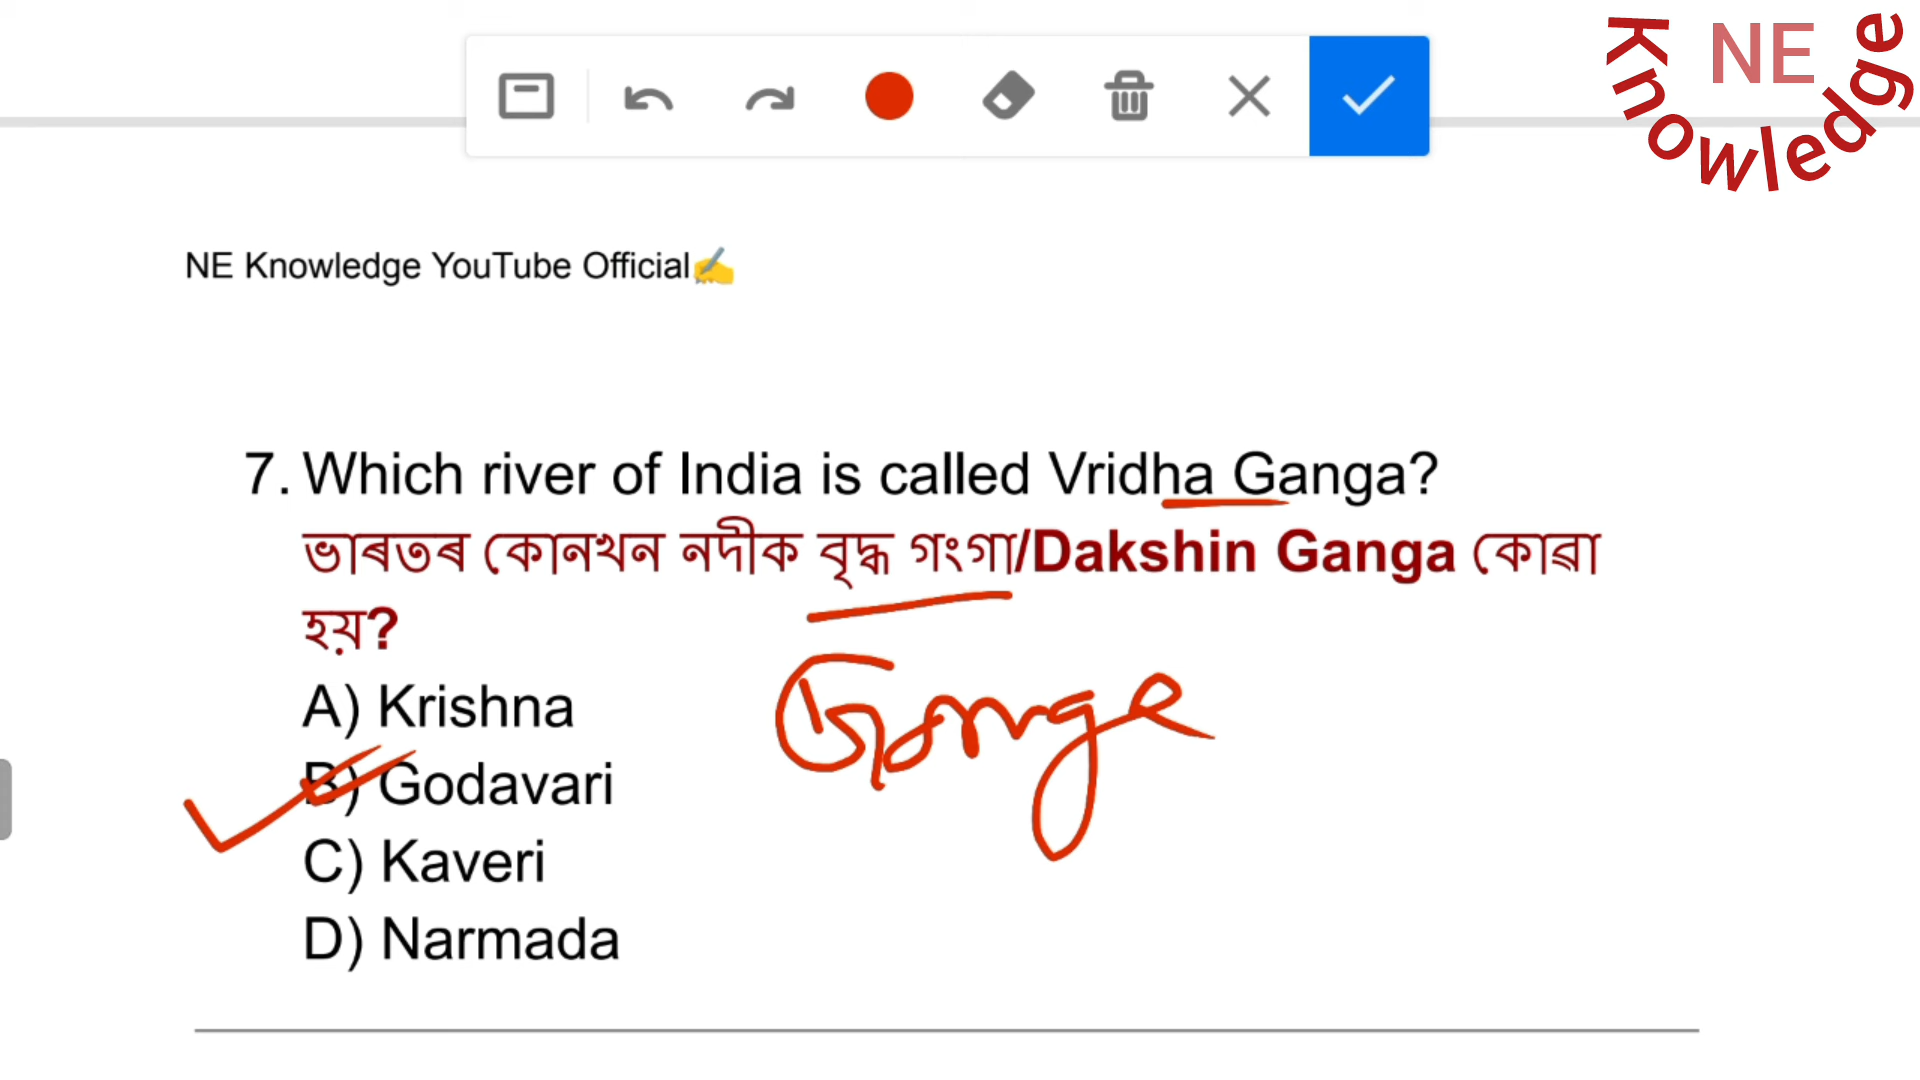 NE
Knowledge
NE Knowledge YouTube Official✍
7. Which river of India is called Vridha Ganga?
ভাৰতৰ কোনখন নদীক বৃদ্ধ গংগা/Dakshin Ganga কোৱা
হয়?
A) Krishna
Gange
B) Godavari
C) Kaveri
D) Narmada